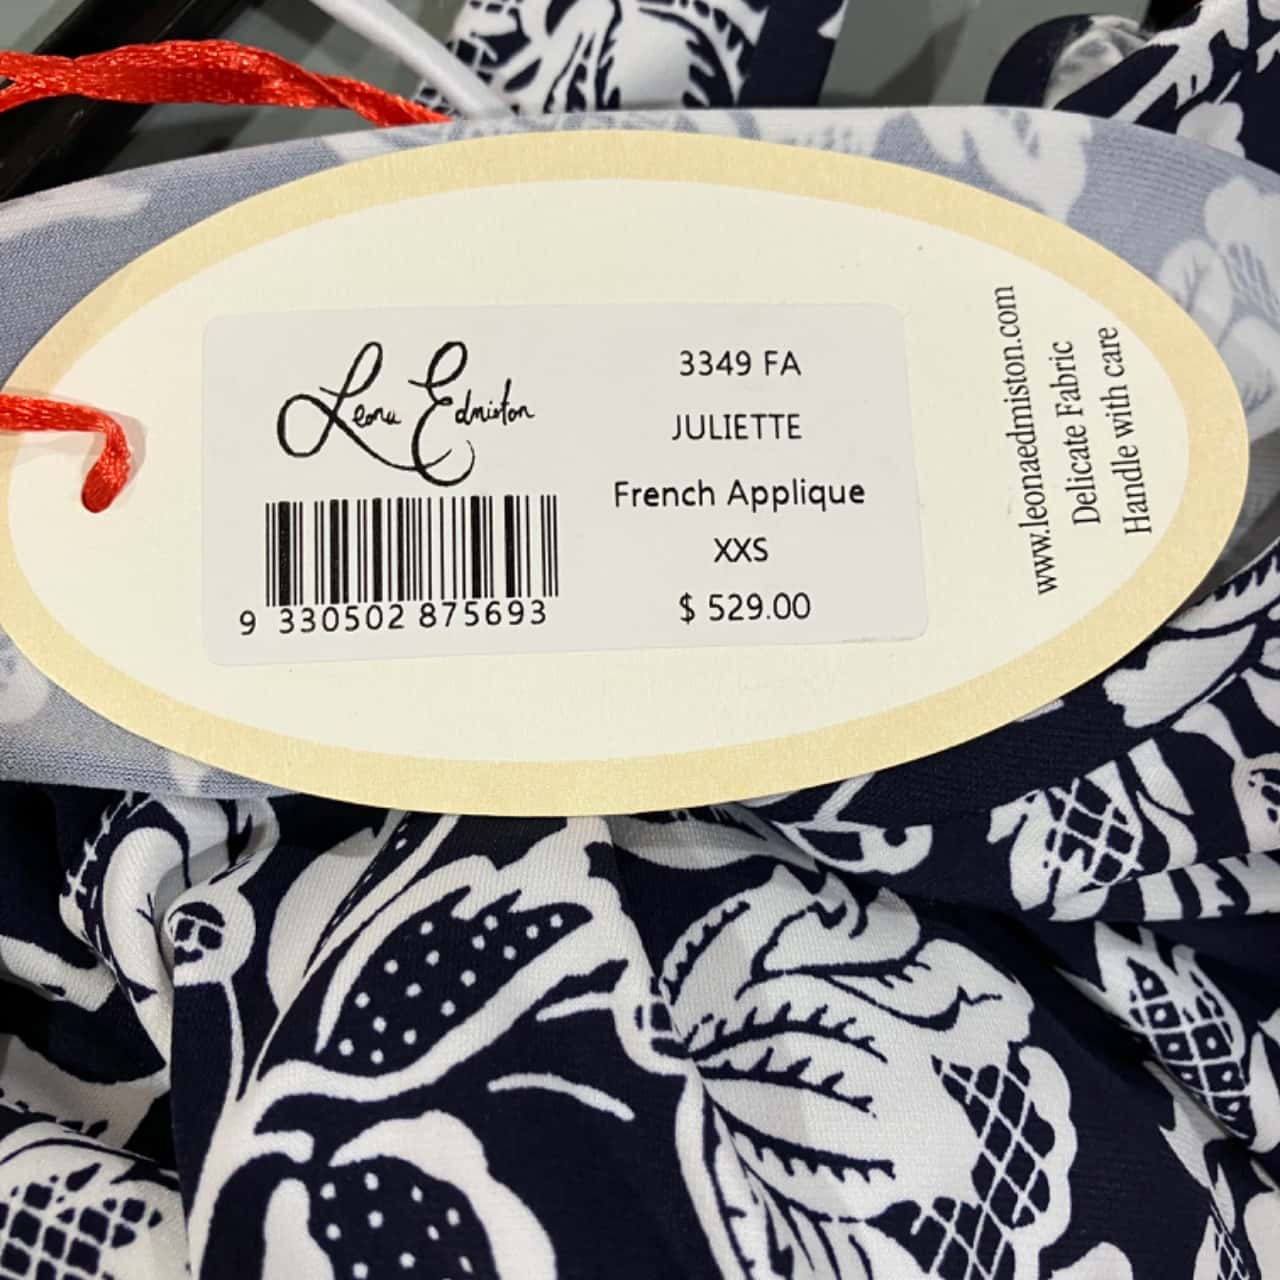 Leona Edmiston
9 330502 875693
3349 FA
JULIETTE
French Applique
XXS
$ 529.00
www.leonaedmiston.com
Delicate Fabric
Handle with care